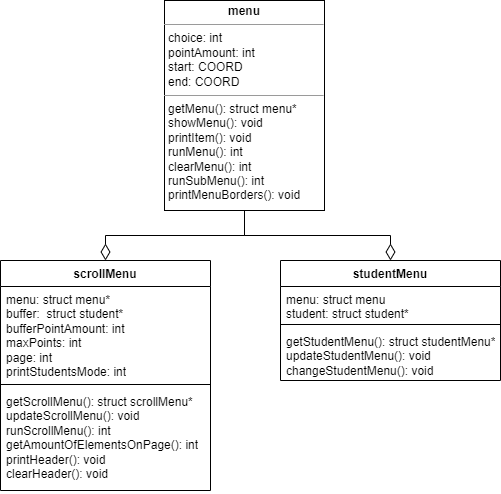 menu
choice: int
pointAmount: int
start: COORD
end: COORD
getMenu(): struct menu*
showMenu(): void
printItem(): void
runMenu(): int
clearMenu(): int
runSubMenu(): int
printMenuBorders(): void
scrollMenu
menu: struct menu*
buffer:  struct student*
bufferPointAmount: int
maxPoints: int
page: int
printStudentsMode: int
getScrollMenu(): struct scrollMenu*
updateScrollMenu(): void
runScrollMenu(): int
getAmountOfElementsOnPage(): int
printHeader(): void
clearHeader(): void
studentMenu
menu: struct menu
student: struct student*
getStudentMenu(): struct studentMenu*
updateStudentMenu(): void
changeStudentMenu(): void